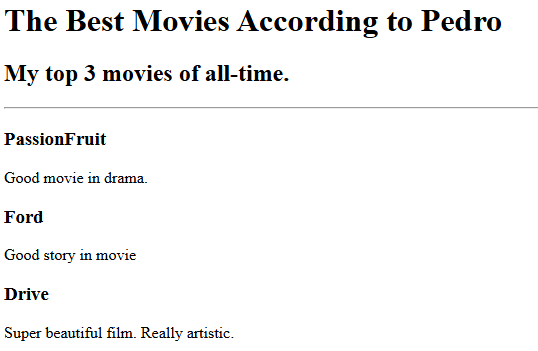 The Best Movies According to Pedro
My top 3 movies of all-time.
PassionFruit
Good movie in drama.
Ford
Good story in movie
Drive
Super beautiful film. Really artistic.